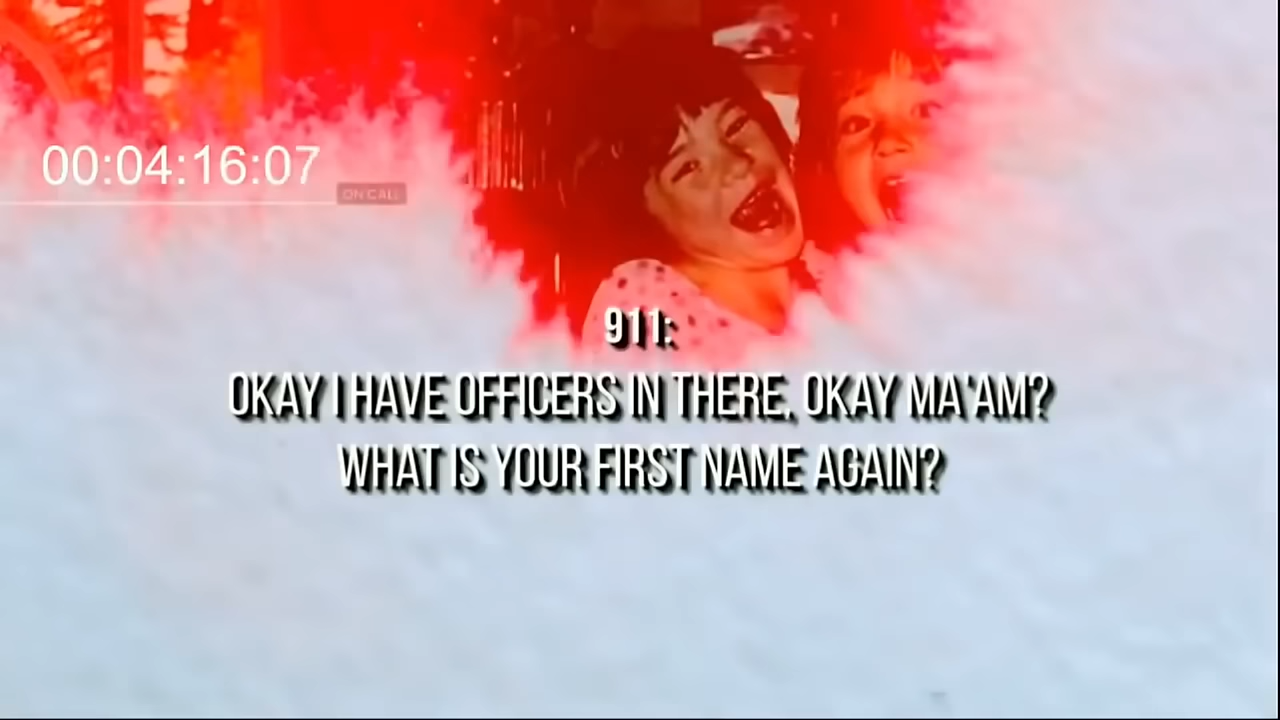 00:04:16:07
ON CALL
911:
OKAY I HAVE OFFICERS IN THERE, OKAY MA'AM?
WHAT IS YOUR FIRST NAME AGAIN?